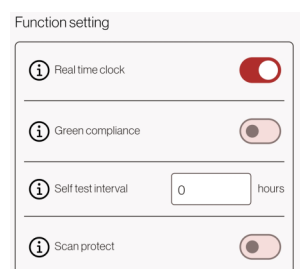 Function setting
Real time clock
Green compliance
Self test interval 0 hours
Scan protect